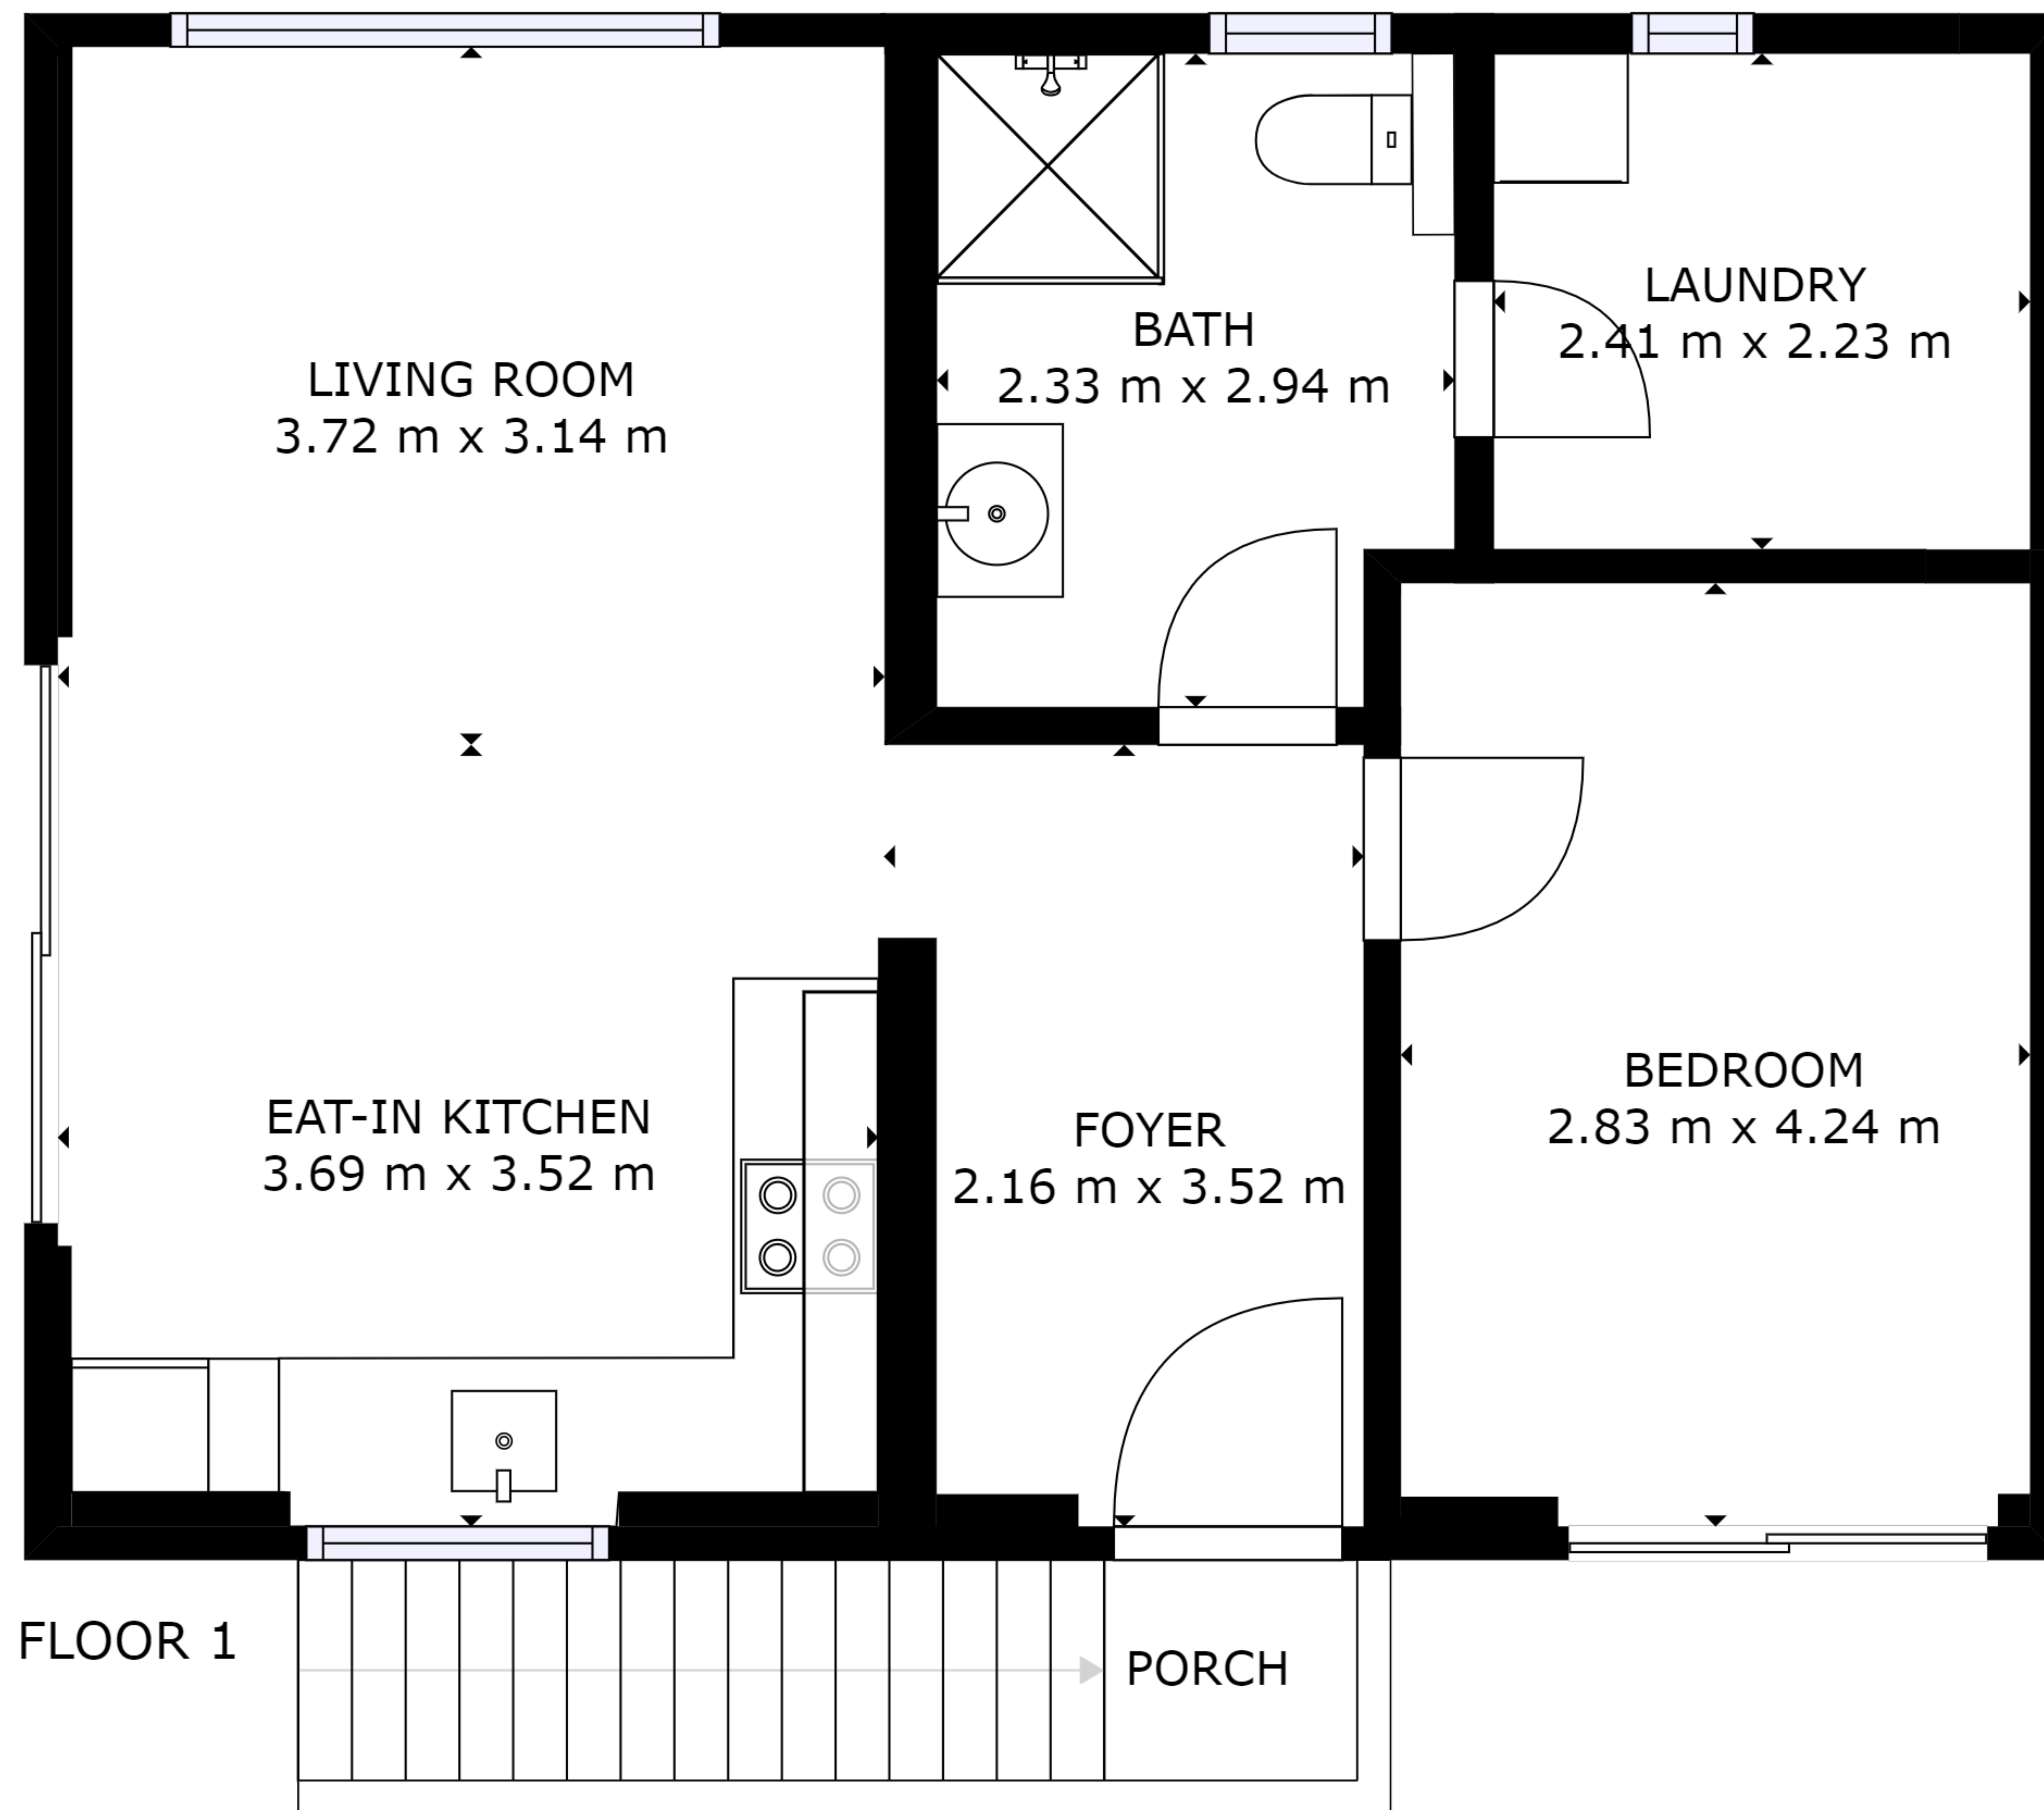 LIVING ROOM
3.72 m x 3.14 m
BATH
2.33 m x 2.94 m
LAUNDRY
2.41 m x 2.23 m
EAT-IN KITCHEN
3.69 m x 3.52 m
FOYER
2.16 m x 3.52 m
BEDROOM
2.83 m x 4.24 m
FLOOR 1
PORCH